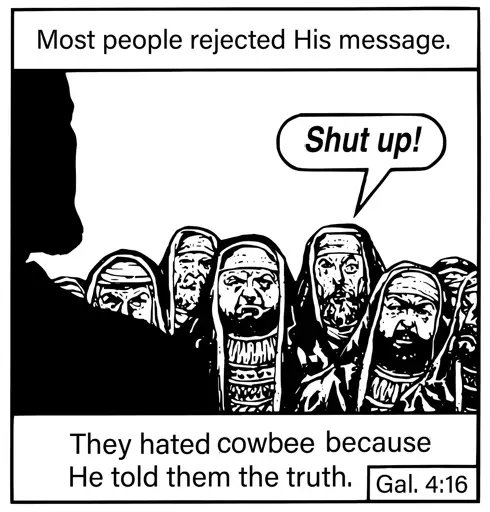 Most people rejected His message.
Shut up!
They hated cowbee because
He told them the truth.
Gal. 4:16